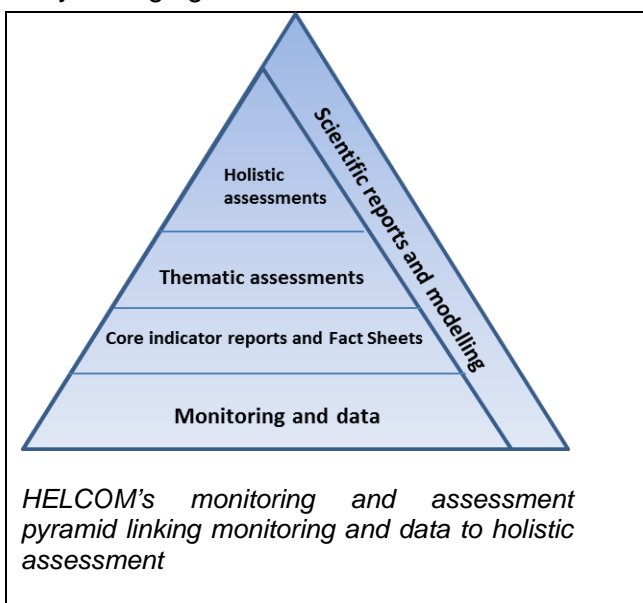 Holistic
assessments
Scientific reports and modelling
Thematic assessments
Core indicator reports and Fact Sheets
Monitoring and data
HELCOM's monitoring and assessment
pyramid linking monitoring and data to holistic
assessment